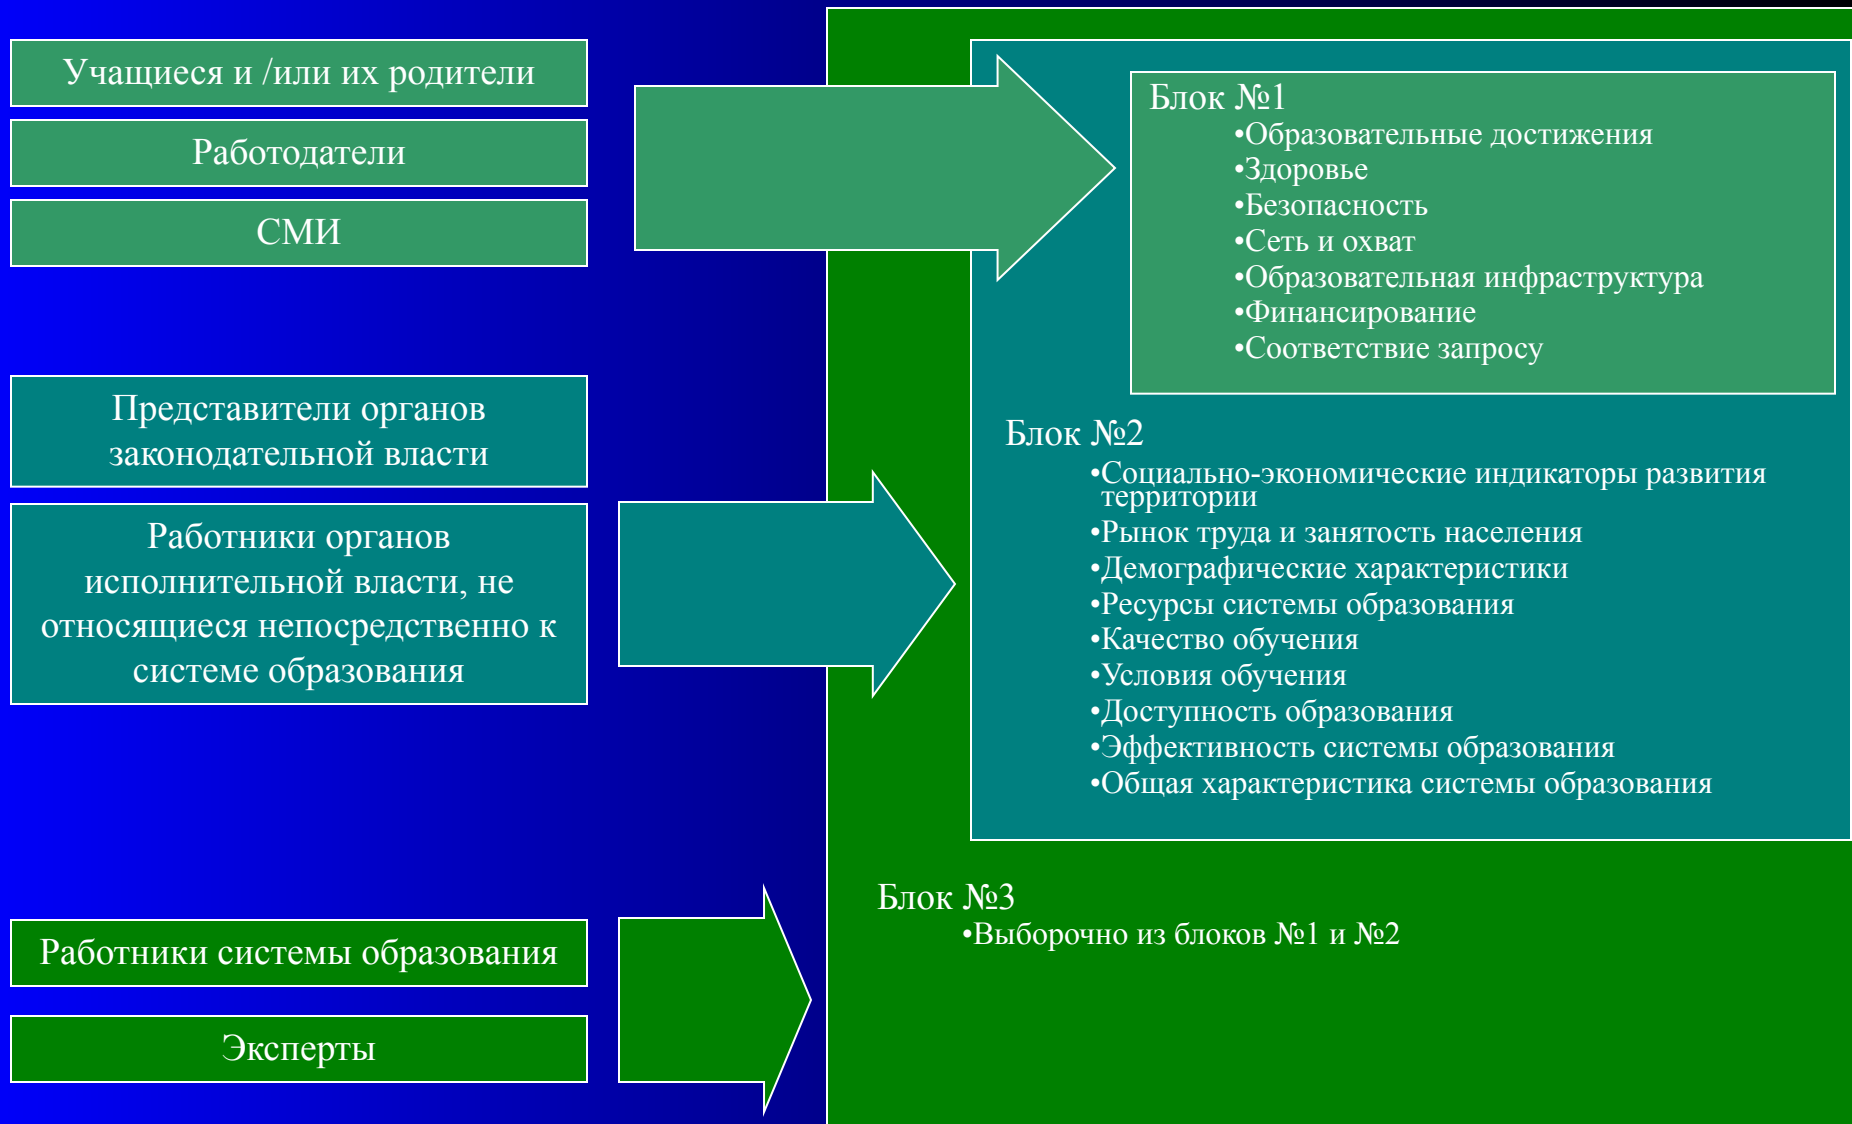 Учащиеся и /или их родители
Работодатели
СМИ
Представители органов
законодательной власти
Работники органов
исполнительной власти, не
относящиеся непосредственно к
системе образования
Работники системы образования
Эксперты
Блок №1
•Образовательные достижения
•Здоровье
•Безопасность
•Сеть и охват
•Образовательная инфраструктура
•Финансирование
•Соответствие запросу
Блок №2
•Социально-экономические индикаторы развития
территории
•Рынок труда и занятость населения
•Демографические характеристики
•Ресурсы системы образования
•Качество обучения
•Условия обучения
•Доступность образования
•Эффективность системы образования
•Общая характеристика системы образования
Блок №3
•Выборочно из блоков №1 и №2